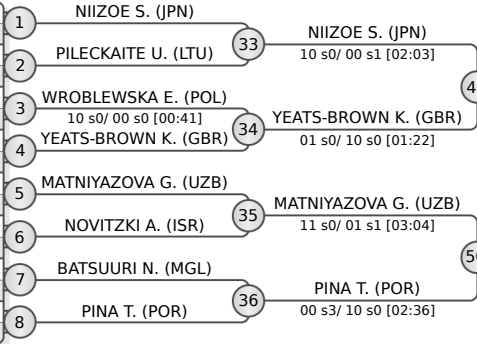 1 NIIZOE S. (JPN)
2 PILECKAITE U. (LTU)
33 NIIZOE S. (JPN)
10 s0/ 00 s1 [02:03]
3 WROBLEWSKA E. (POL)
10 s0/ 00 s0 [00:41]
4 YEATS-BROWN K. (GBR)
34 YEATS-BROWN K. (GBR)
01 s0/ 10 s0 [01:22]
5 MATNIYAZOVA G. (UZB)
6 NOVITZKI A. (ISR)
35 MATNIYAZOVA G. (UZB)
11 s0/ 01 s1 [03:04]
7 BATSUURI N. (MGL)
8 PINA T. (POR)
36 PINA T. (POR)
00 s3/ 10 s0 [02:36]